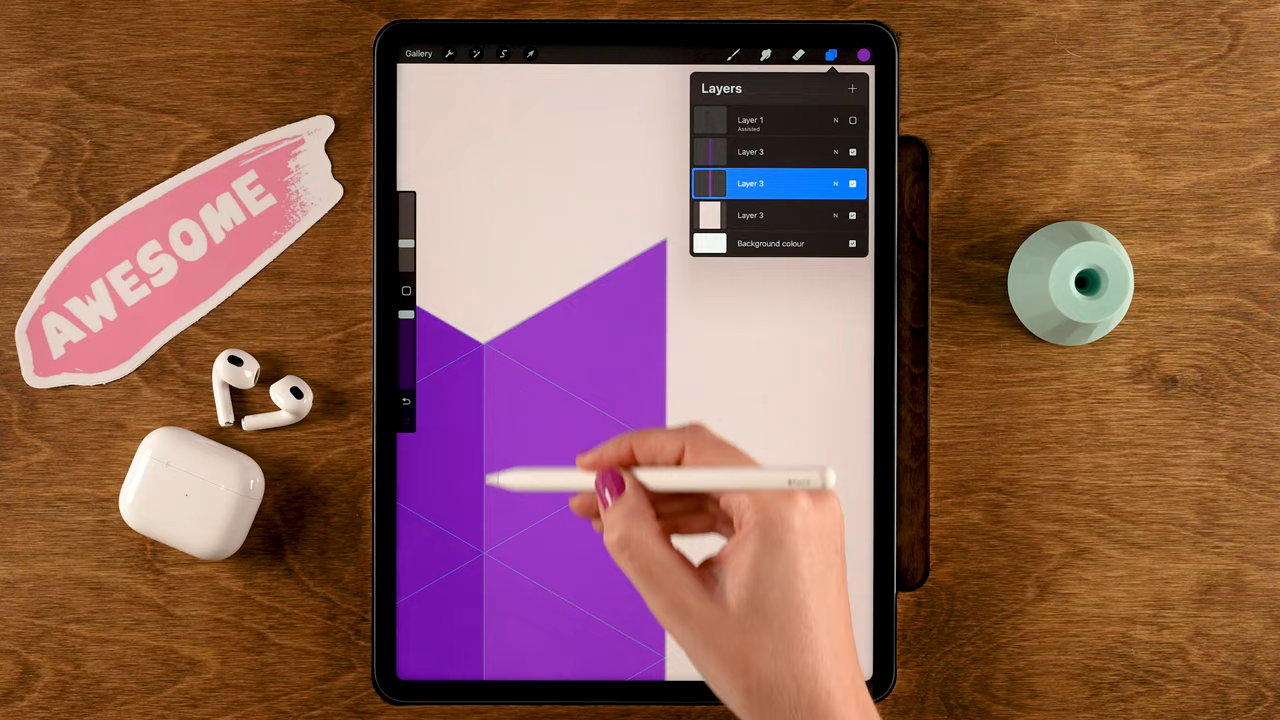 Gallery
Layers
Layer 1
N
Assisted
Layer 3
N
Layer 3
N
Layer 3
N
Background colour
AWESOME